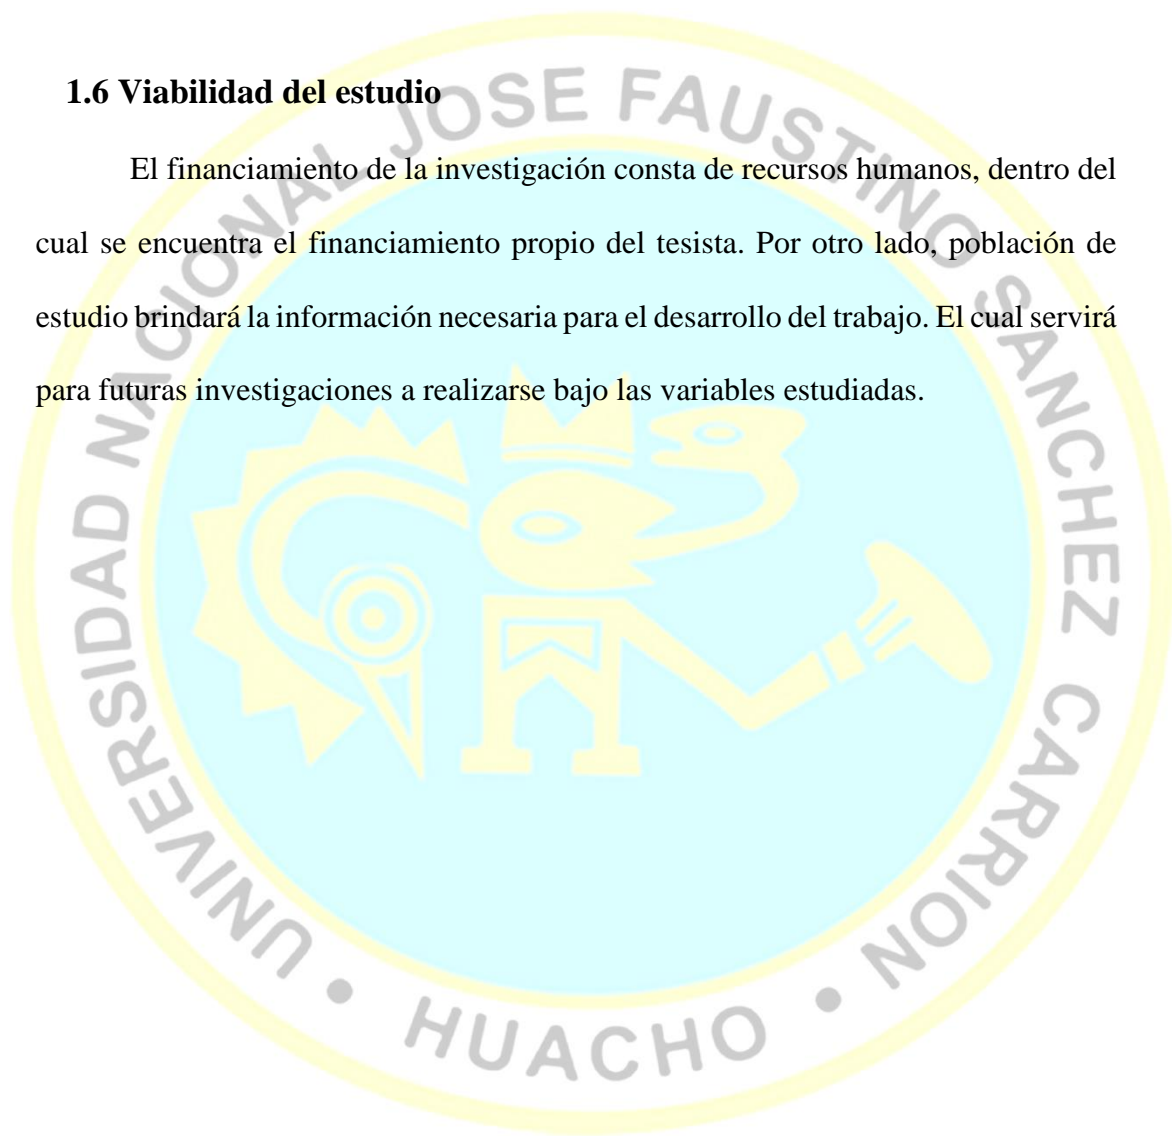 1.6 Viabilidad del estudio
El financiamiento de la investigación consta de recursos humanos, dentro del
cual se encuentra el financiamiento propio del tesista. Por otro lado, población de
estudio brindará la información necesaria para el desarrollo del trabajo. El cual servirá
para futuras investigaciones a realizarse bajo las variables estudiadas.
UNIVERSIDAD NACIONAL JOSE FAUSTINO SANCHEZ CARRION
• HUACHO •